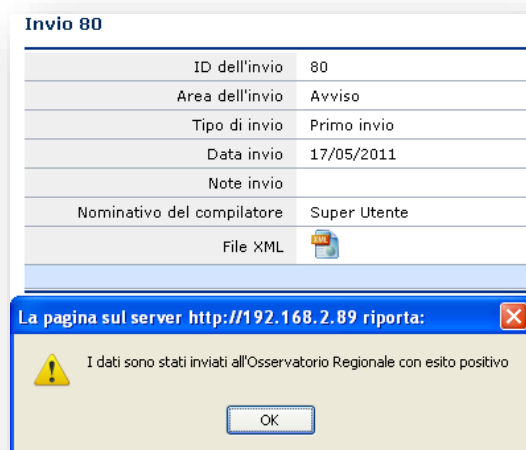 Invio 80
ID dell'invio 80
Area dell'invio Avviso
Tipo di invio Primo invio
Data invio 17/05/2011
Note invio
Nominativo del compilatore Super Utente
File XML
La pagina sul server http://192.168.2.89 riporta:
I dati sono stati inviati all'Osservatorio Regionale con esito positivo
OK